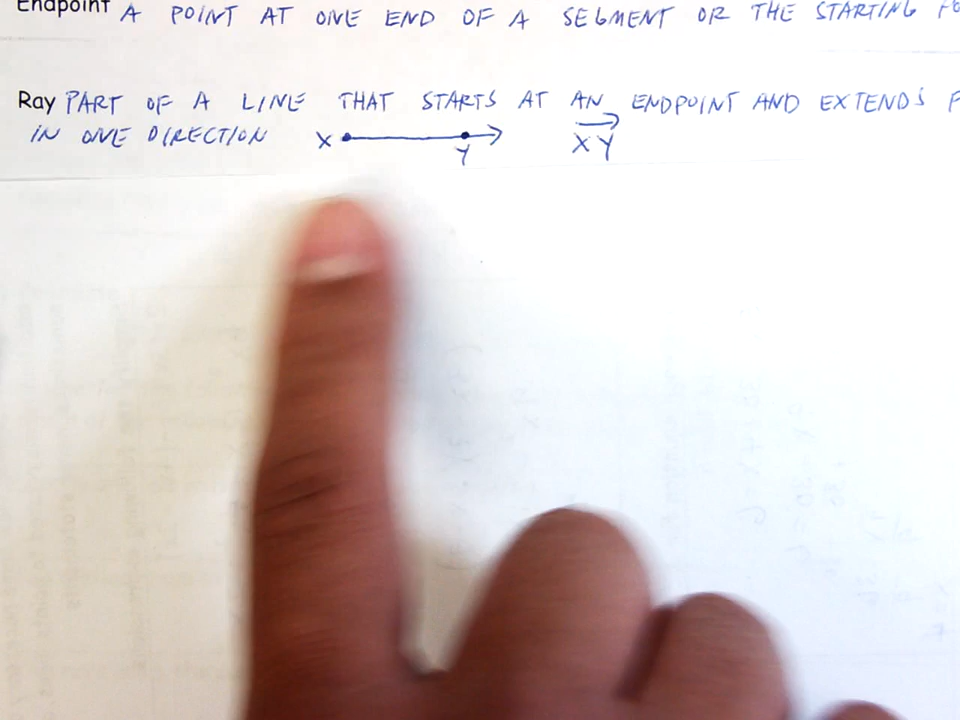 Endpoint A POINT AT ONE END OF A SEGMENT OR THE STARTING
Ray PART OF A LINE THAT STARTS AT AN ENDPOINT AND EXTENDS
IN ONE DIRECTION X Y XY